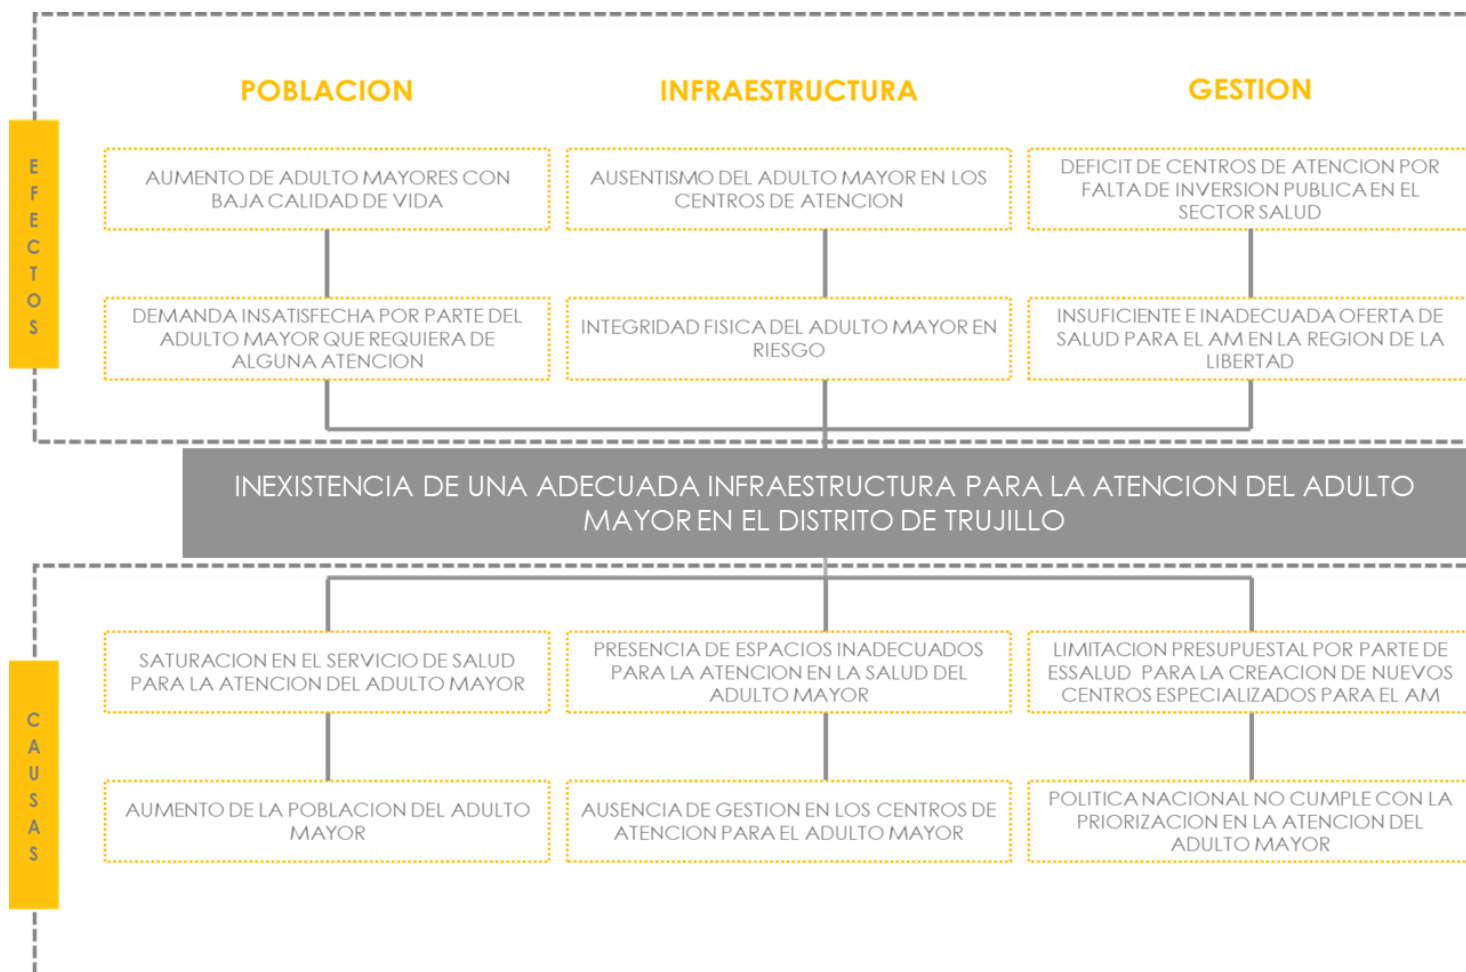 POBLACION
INFRAESTRUCTURA
GESTION
EFECTOS
AUMENTO DE ADULTO MAYORES CON
BAJA CALIDAD DE VIDA
AUSENTISMO DEL ADULTO MAYOR EN LOS
CENTROS DE ATENCION
DEFICIT DE CENTROS DE ATENCION POR
FALTA DE INVERSION PUBLICA EN EL
SECTOR SALUD
DEMANDA INSATISFECHA POR PARTE DEL
ADULTO MAYOR QUE REQUIERA DE
ALGUNA ATENCION
INTEGRIDAD FISICA DEL ADULTO MAYOR EN
RIESGO
INSUFICIENTE E INADECUADA OFERTA DE
SALUD PARA EL AM EN LA REGION DE LA
LIBERTAD
INEXISTENCIA DE UNA ADECUADA INFRAESTRUCTURA PARA LA ATENCION DEL ADULTO
MAYOR EN EL DISTRITO DE TRUJILLO
CAUSAS
SATURACION EN EL SERVICIO DE SALUD
PARA LA ATENCION DEL ADULTO MAYOR
PRESENCIA DE ESPACIOS INADECUADOS
PARA LA ATENCION EN LA SALUD DEL
ADULTO MAYOR
LIMITACION PRESUPUESTAL POR PARTE DE
ESSALUD PARA LA CREACION DE NUEVOS
CENTROS ESPECIALIZADOS PARA EL AM
AUMENTO DE LA POBLACION DEL ADULTO
MAYOR
AUSENCIA DE GESTION EN LOS CENTROS DE
ATENCION PARA EL ADULTO MAYOR
POLITICA NACIONAL NO CUMPLE CON LA
PRIORIZACION EN LA ATENCION DEL
ADULTO MAYOR